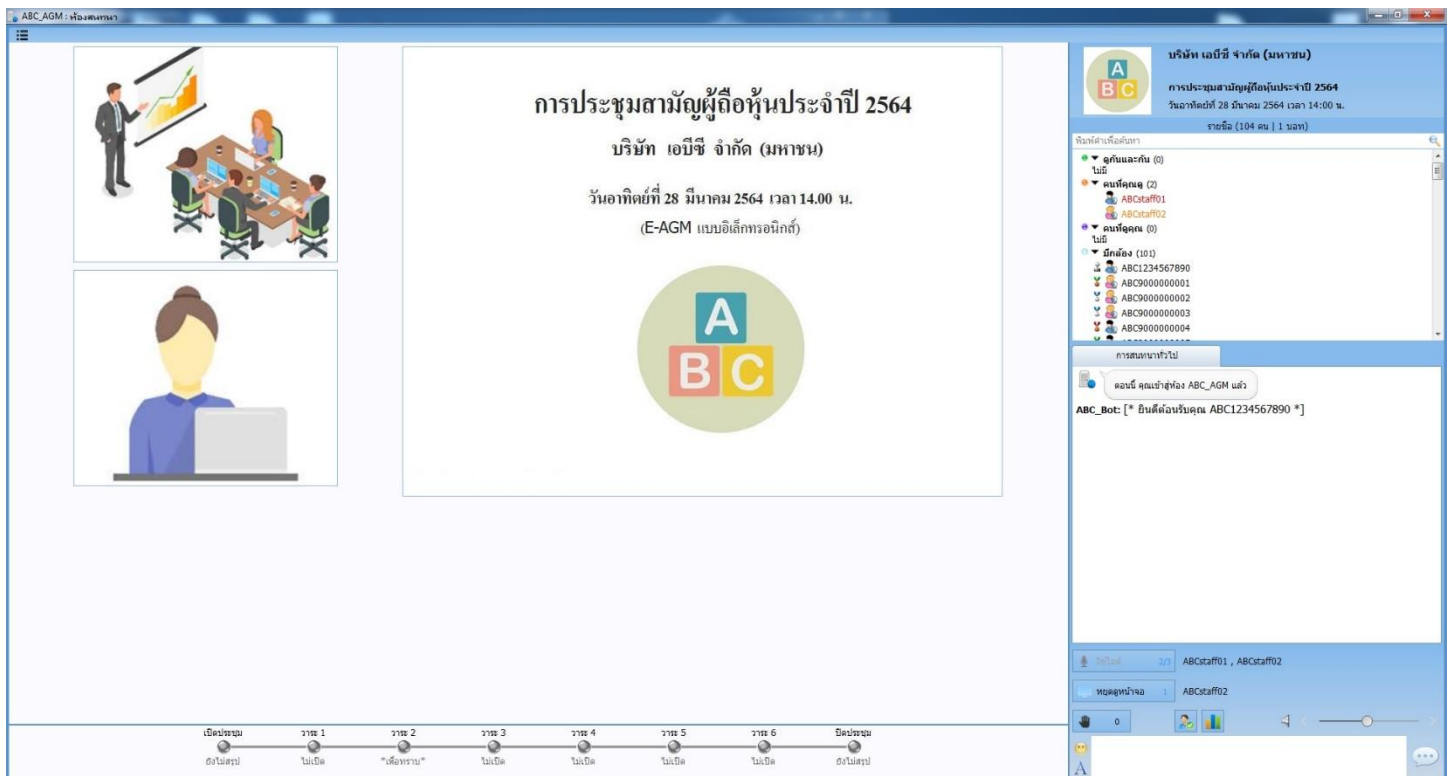 ABC_AGM : ห้องสนทนา
การประชุมสามัญผู้ถือหุ้นประจำปี 2564
บริษัท เอบีซี จำกัด (มหาชน)
วันอาทิตย์ที่ 28 มีนาคม 2564 เวลา 14.00 น.
(E-AGM แบบอิเล็กทรอนิกส์)
A
B C
เปิดประชุม วาระ 1 วาระ 2 วาระ 3 วาระ 4 วาระ 5 วาระ 6 ปิดประชุม
ยังไม่สรุป ไม่เปิด "เพื่อทราบ" ไม่เปิด ไม่เปิด ไม่เปิด ไม่เปิด ยังไม่สรุป
A
B C
บริษัท เอบีซี จำกัด (มหาชน)
การประชุมสามัญผู้ถือหุ้นประจำปี 2564
วันอาทิตย์ที่ 28 มีนาคม 2564 เวลา 14:00 น.
รายชื่อ (104 คน | 1 บอท)
พิมพ์คำเพื่อค้นหา
ดูกันและกัน (0)
ไม่มี
คนที่คุณดู (2)
ABCstaff01
ABCstaff02
คนที่ดูคุณ (0)
ไม่มี
มีกล้อง (101)
ABC1234567890
ABC9000000001
ABC9000000002
ABC9000000003
ABC9000000004
การสนทนาทั่วไป
ตอนนี้ คุณเข้าสู่ห้อง ABC_AGM แล้ว
ABC_Bot: [* ยินดีต้อนรับคุณ ABC1234567890 *]
2/3 ABCstaff01 , ABCstaff02
หยุดดูหน้าจอ 1 ABCstaff02
0
A